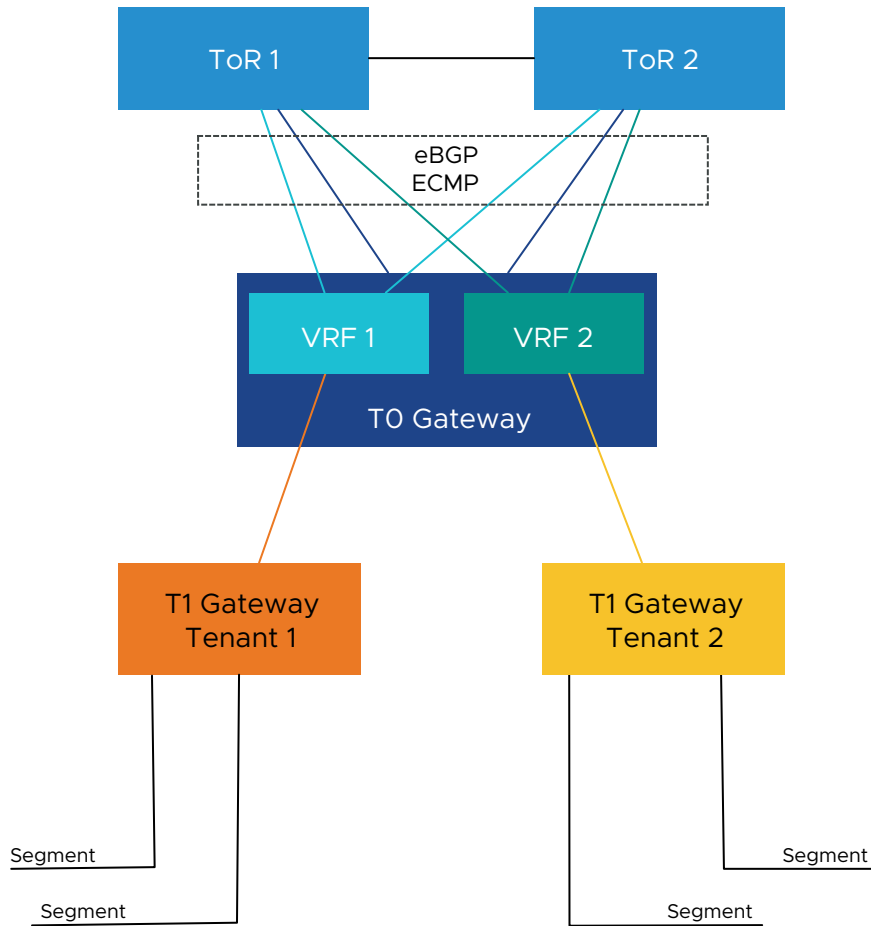 ToR 1
ToR 2
eBGP
ECMP
VRF 1
VRF 2
T0 Gateway
T1 Gateway
Tenant 1
T1 Gateway
Tenant 2
Segment
Segment
Segment
Segment